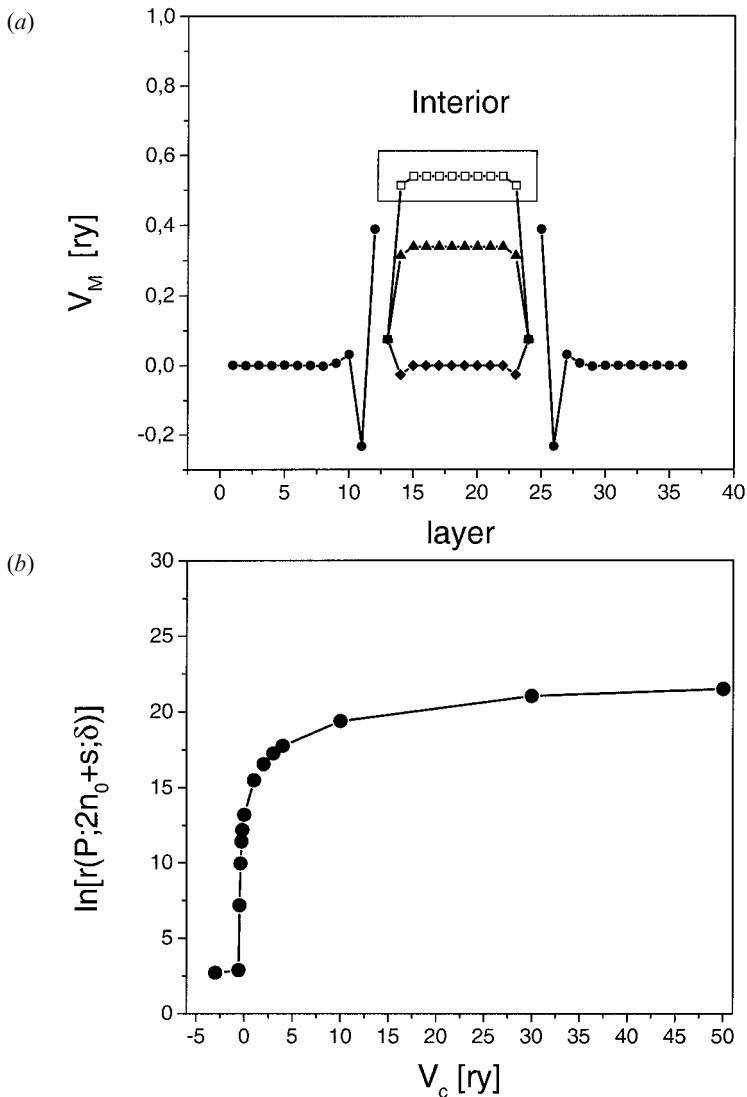 (a)
1,0
0,8
0,6
0,4
0,2
0,0
-0,2
V_M [ry]
Interior
0 5 10 15 20 25 30 35 40
layer
(b)
30
25
20
15
10
5
0
ln[r(P;2n_0+s;δ)]
-5 0 5 10 15 20 25 30 35 40 45 50
V_c [ry]